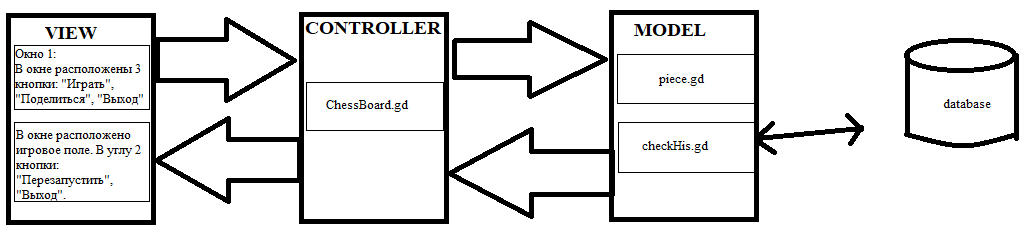 VIEW
Окно 1:
В окне расположены 3
кнопки: "Играть",
"Поделиться", "Выход"
В окне расположено
игровое поле. В углу 2
кнопки:
"Перезапустить",
"Выход".
CONTROLLER
ChessBoard.gd
MODEL
piece.gd
checkHis.gd
database